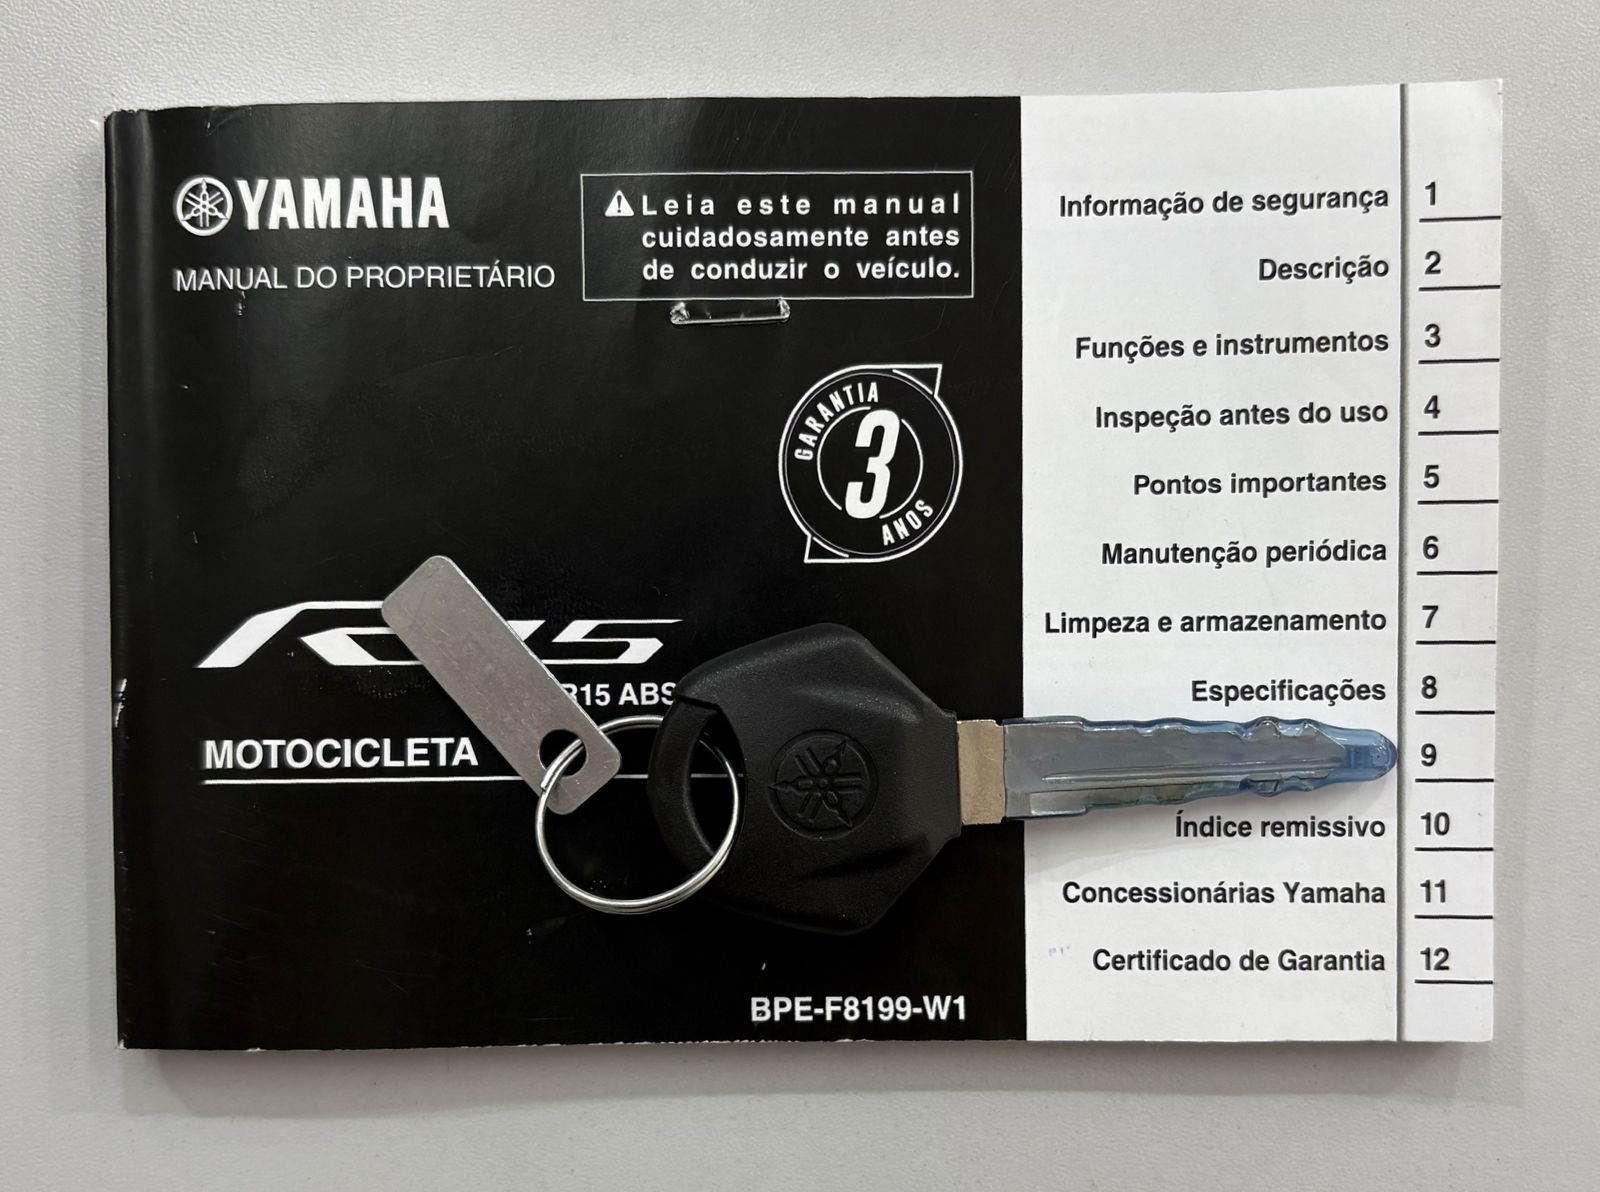 YAMAHA
MANUAL DO PROPRIETÁRIO
Leia este manual
cuidadosamente antes
de conduzir o veículo.
GARANTIA
3
ANOS
R15
R15 ABS
MOTOCICLETA
BPE-F8199-W1
Informação de segurança 1
Descrição 2
Funções e instrumentos 3
Inspeção antes do uso 4
Pontos importantes 5
Manutenção periódica 6
Limpeza e armazenamento 7
Especificações 8
9
Índice remissivo 10
Concessionárias Yamaha 11
Certificado de Garantia 12